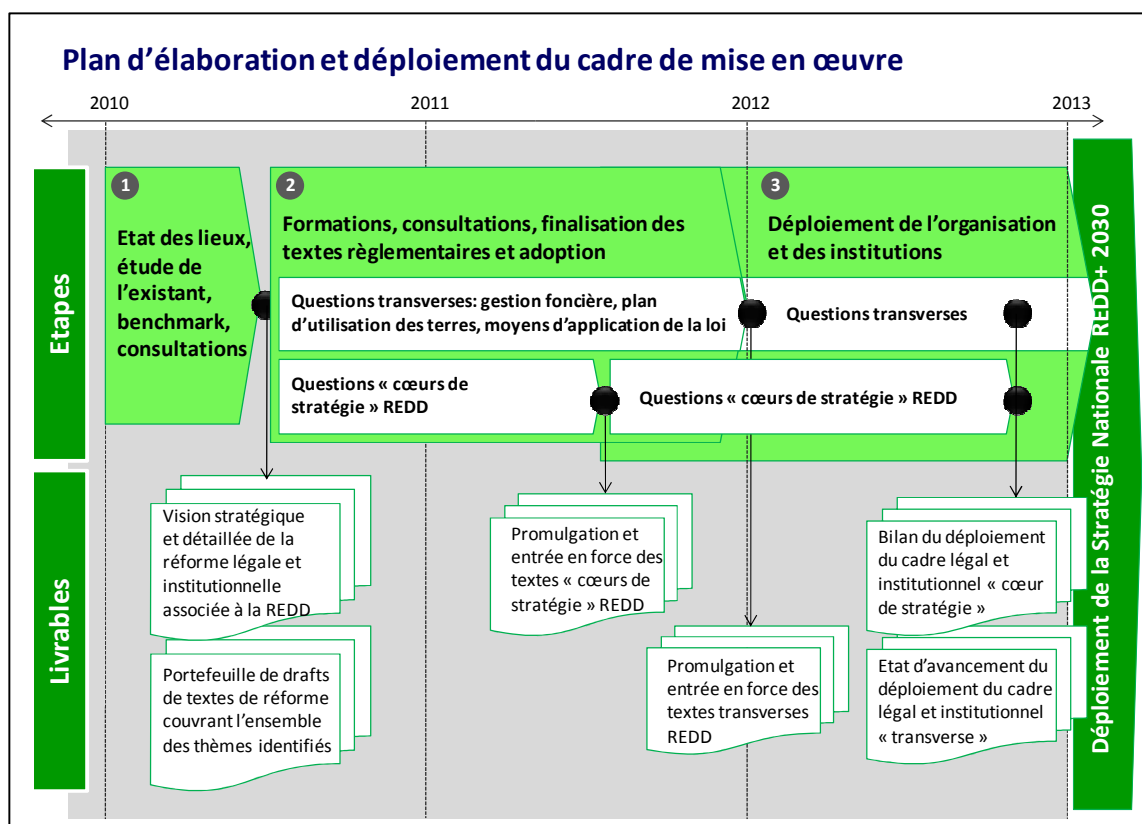 Plan d'élaboration et déploiement du cadre de mise en œuvre
2010
2011
2012
2013
Etapes
1
Etat des lieux,
étude de
l'existant,
benchmark,
consultations
2
Formations, consultations, finalisation des
textes règlementaires et adoption
Questions transverses: gestion foncière, plan
d'utilisation des terres, moyens d'application de la loi
Questions « cœurs de
stratégie » REDD
3
Déploiement de l'organisation
et des institutions
Questions transverses
Questions « cœurs de stratégie » REDD
Livrables
Vision stratégique
et détaillée de la
réforme légale et
institutionnelle
associée à la REDD
Portefeuille de drafts
de textes de réforme
couvrant l'ensemble
des thèmes identifiés
Promulgation et
entrée en force des
textes « cœurs de
stratégie » REDD
Promulgation et
entrée en force des
textes transverses
REDD
Bilan du déploiement
du cadre légal et
institutionnel « cœur
de stratégie »
Etat d'avancement du
déploiement du cadre
légal et institutionnel
« transverse »
Déploiement de la Stratégie Nationale REDD+ 2030